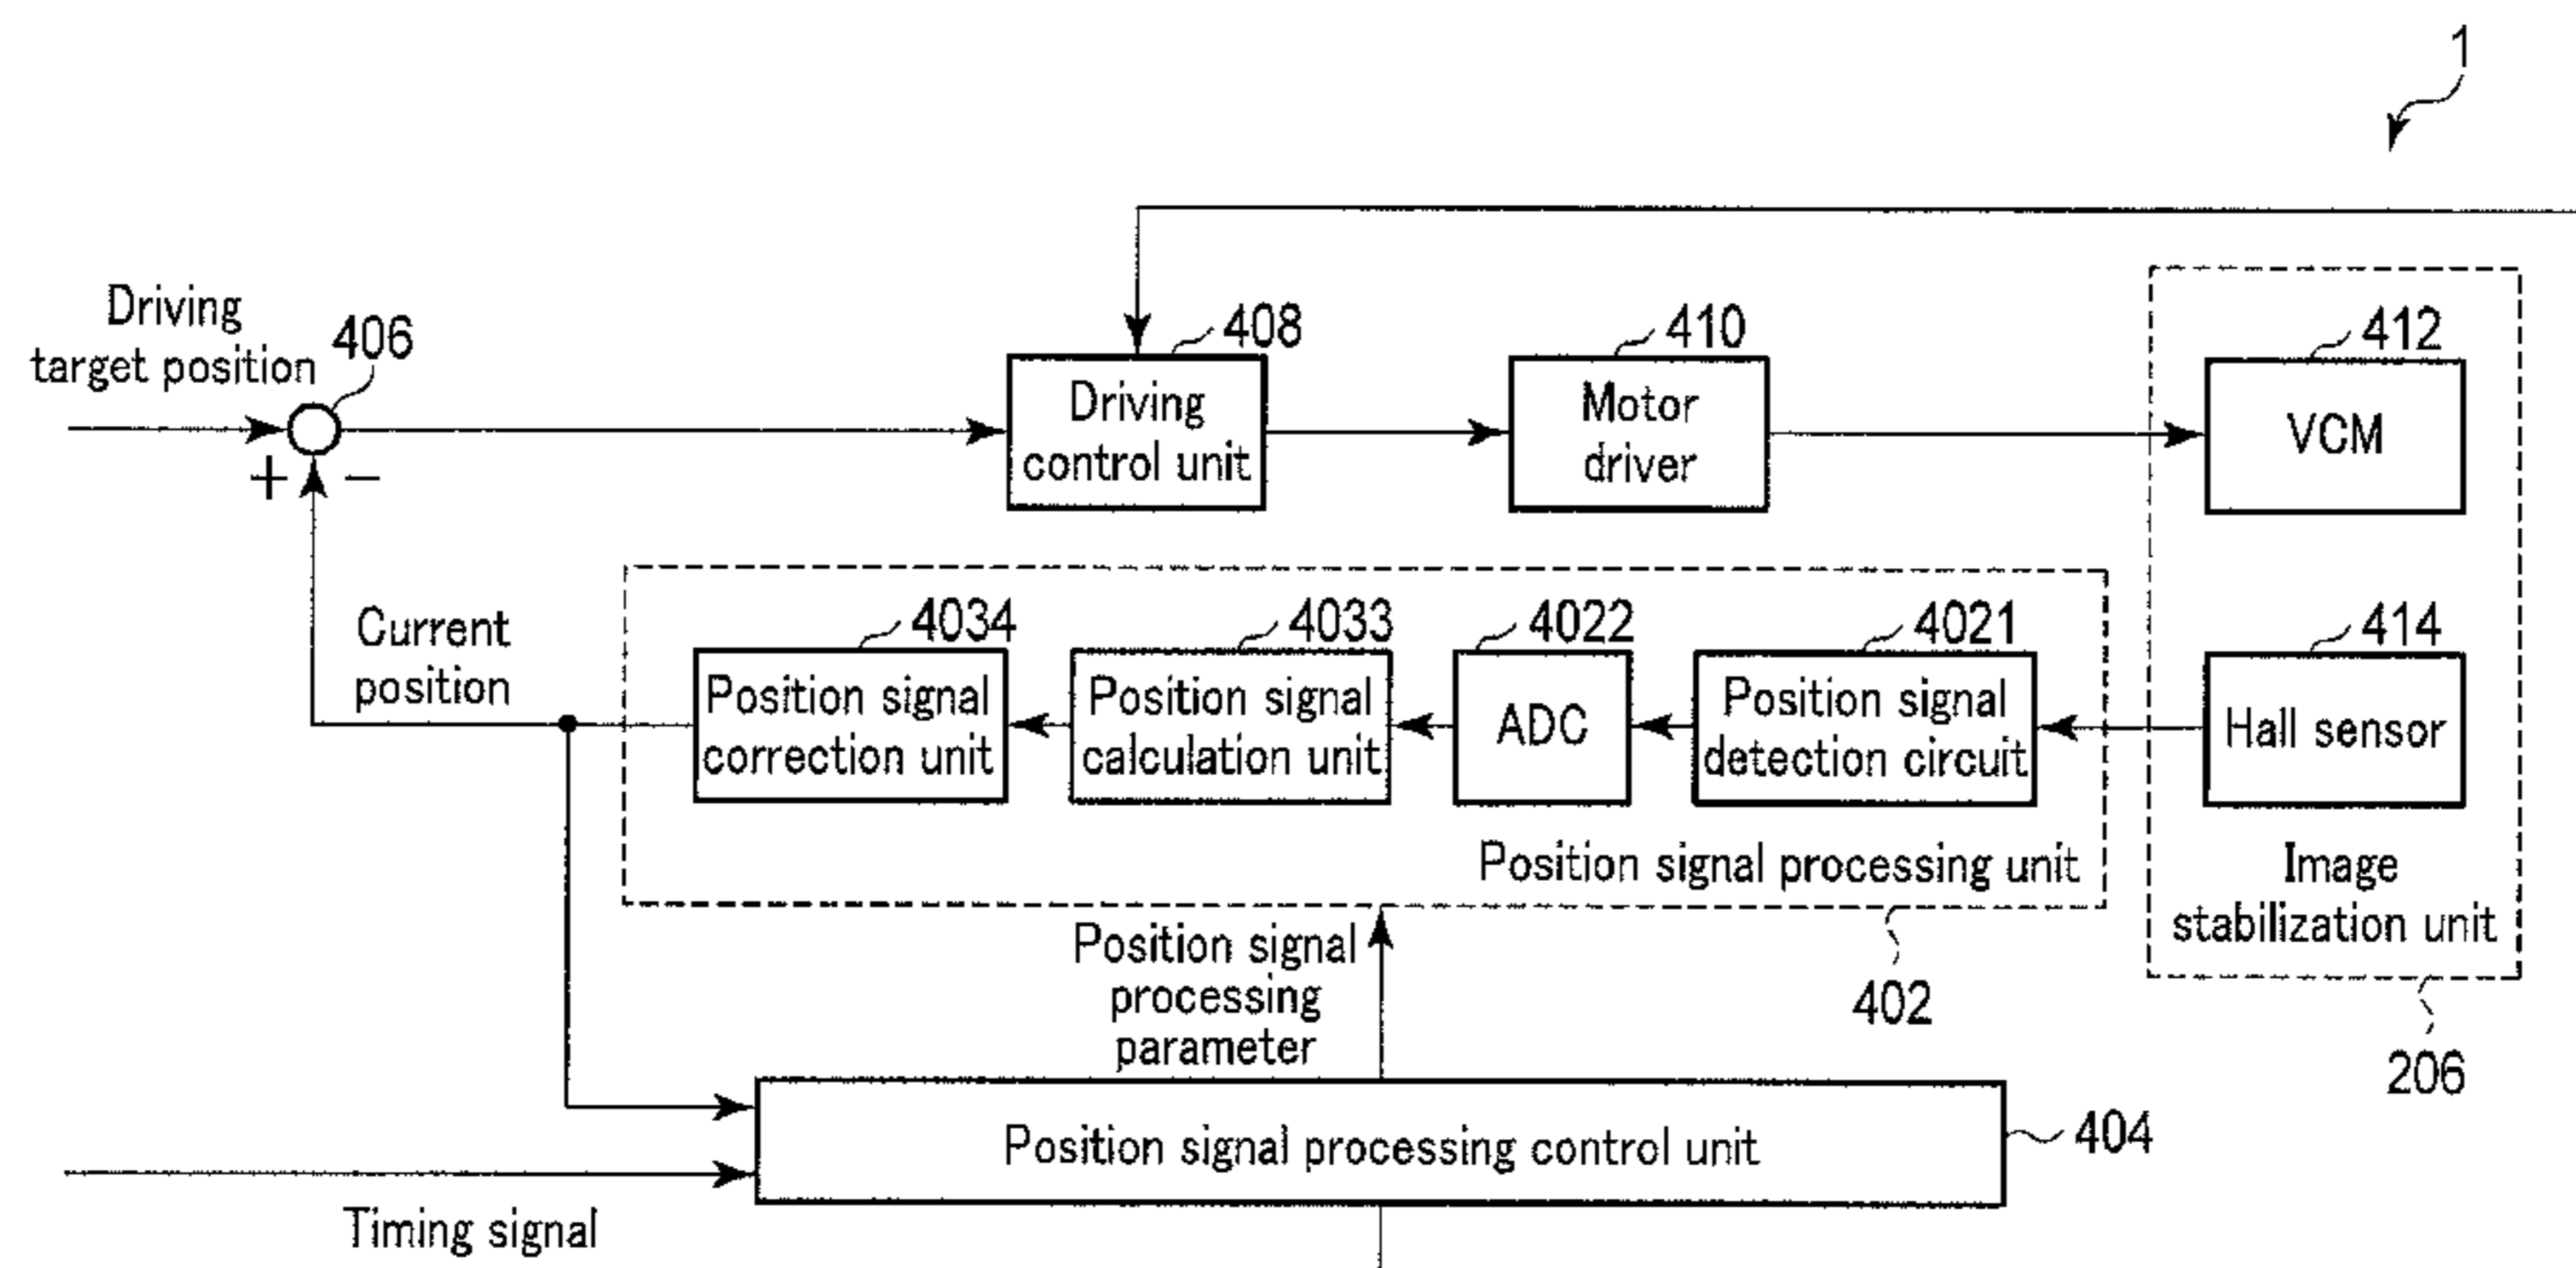 1
Driving
target position
406
+
−
408
Driving
control unit
410
Motor
driver
412
VCM
Current
position
4034
Position signal
correction unit
4033
Position signal
calculation unit
4022
ADC
4021
Position signal
detection circuit
414
Hall sensor
Position signal processing unit
402
Image
stabilization unit
206
Position signal
processing
parameter
Position signal processing control unit
404
Timing signal